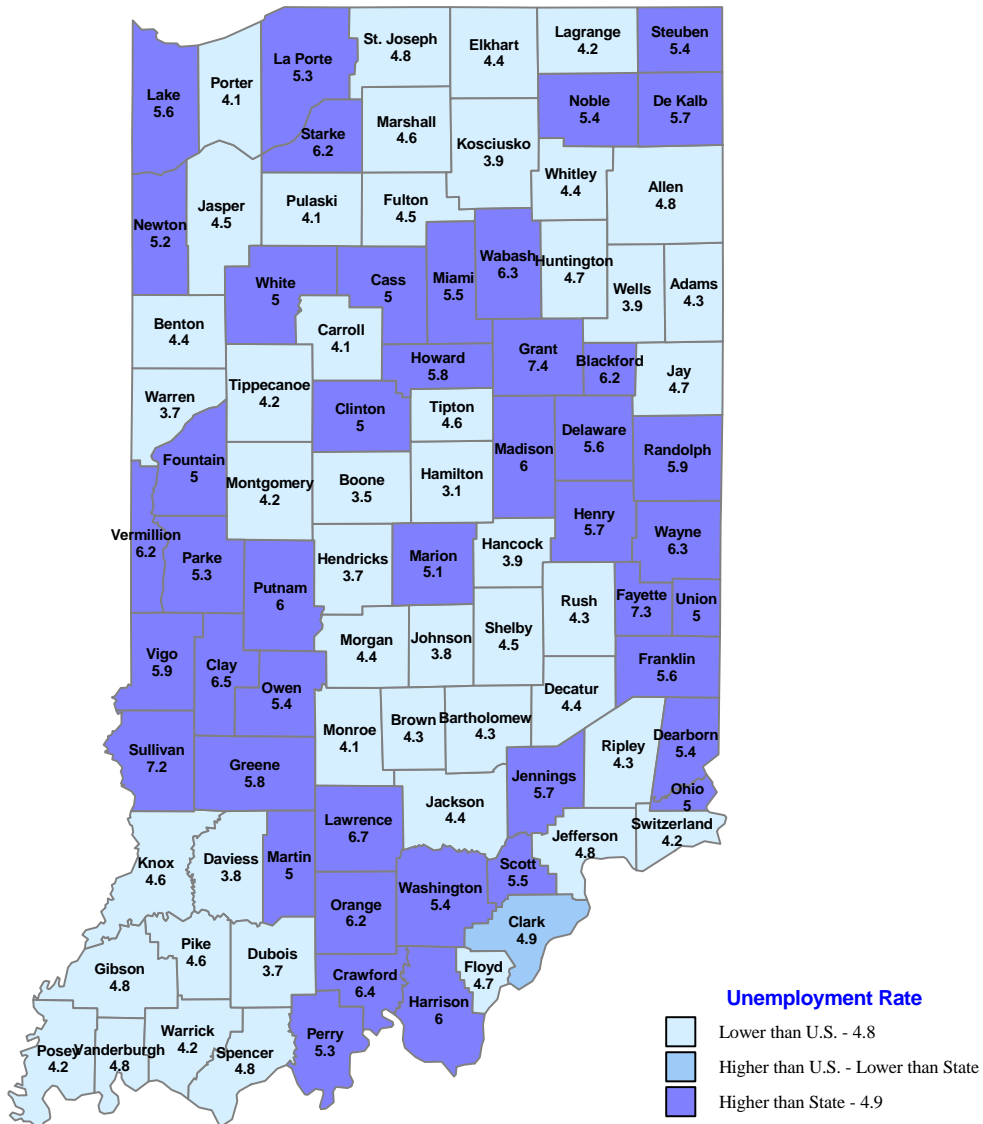 Lagrange
4.2
Steuben
5.4
St. Joseph
4.8
Elkhart
4.4
La Porte
5.3
Porter
4.1
Lake
5.6
Noble
5.4
De Kalb
5.7
Marshall
4.6
Starke
6.2
Kosciusko
3.9
Whitley
4.4
Allen
4.8
Jasper
4.5
Pulaski
4.1
Fulton
4.5
Newton
5.2
Wabash
6.3
Huntington
4.7
White
5
Cass
5
Miami
5.5
Wells
3.9
Adams
4.3
Benton
4.4
Carroll
4.1
Howard
5.8
Grant
7.4
Blackford
6.2
Jay
4.7
Warren
3.7
Tippecanoe
4.2
Clinton
5
Tipton
4.6
Madison
6
Delaware
5.6
Randolph
5.9
Fountain
5
Montgomery
4.2
Boone
3.5
Hamilton
3.1
Henry
5.7
Wayne
6.3
Vermillion
6.2
Parke
5.3
Putnam
6
Hendricks
3.7
Marion
5.1
Hancock
3.9
Rush
4.3
Fayette
7.3
Union
5
Vigo
5.9
Clay
6.5
Owen
5.4
Morgan
4.4
Johnson
3.8
Shelby
4.5
Franklin
5.6
Decatur
4.4
Sullivan
7.2
Greene
5.8
Monroe
4.1
Brown
4.3
Bartholomew
4.3
Jennings
5.7
Ripley
4.3
Dearborn
5.4
Ohio
5
Switzerland
4.2
Jackson
4.4
Lawrence
6.7
Jefferson
4.8
Knox
4.6
Daviess
3.8
Martin
5
Scott
5.5
Washington
5.4
Orange
6.2
Clark
4.9
Gibson
4.8
Pike
4.6
Dubois
3.7
Crawford
6.4
Floyd
4.7
Harrison
6
Posey
4.2
Vanderburgh
4.8
Warrick
4.2
Spencer
4.8
Perry
5.3
Unemployment Rate
Lower than U.S. - 4.8
Higher than U.S. - Lower than State
Higher than State - 4.9